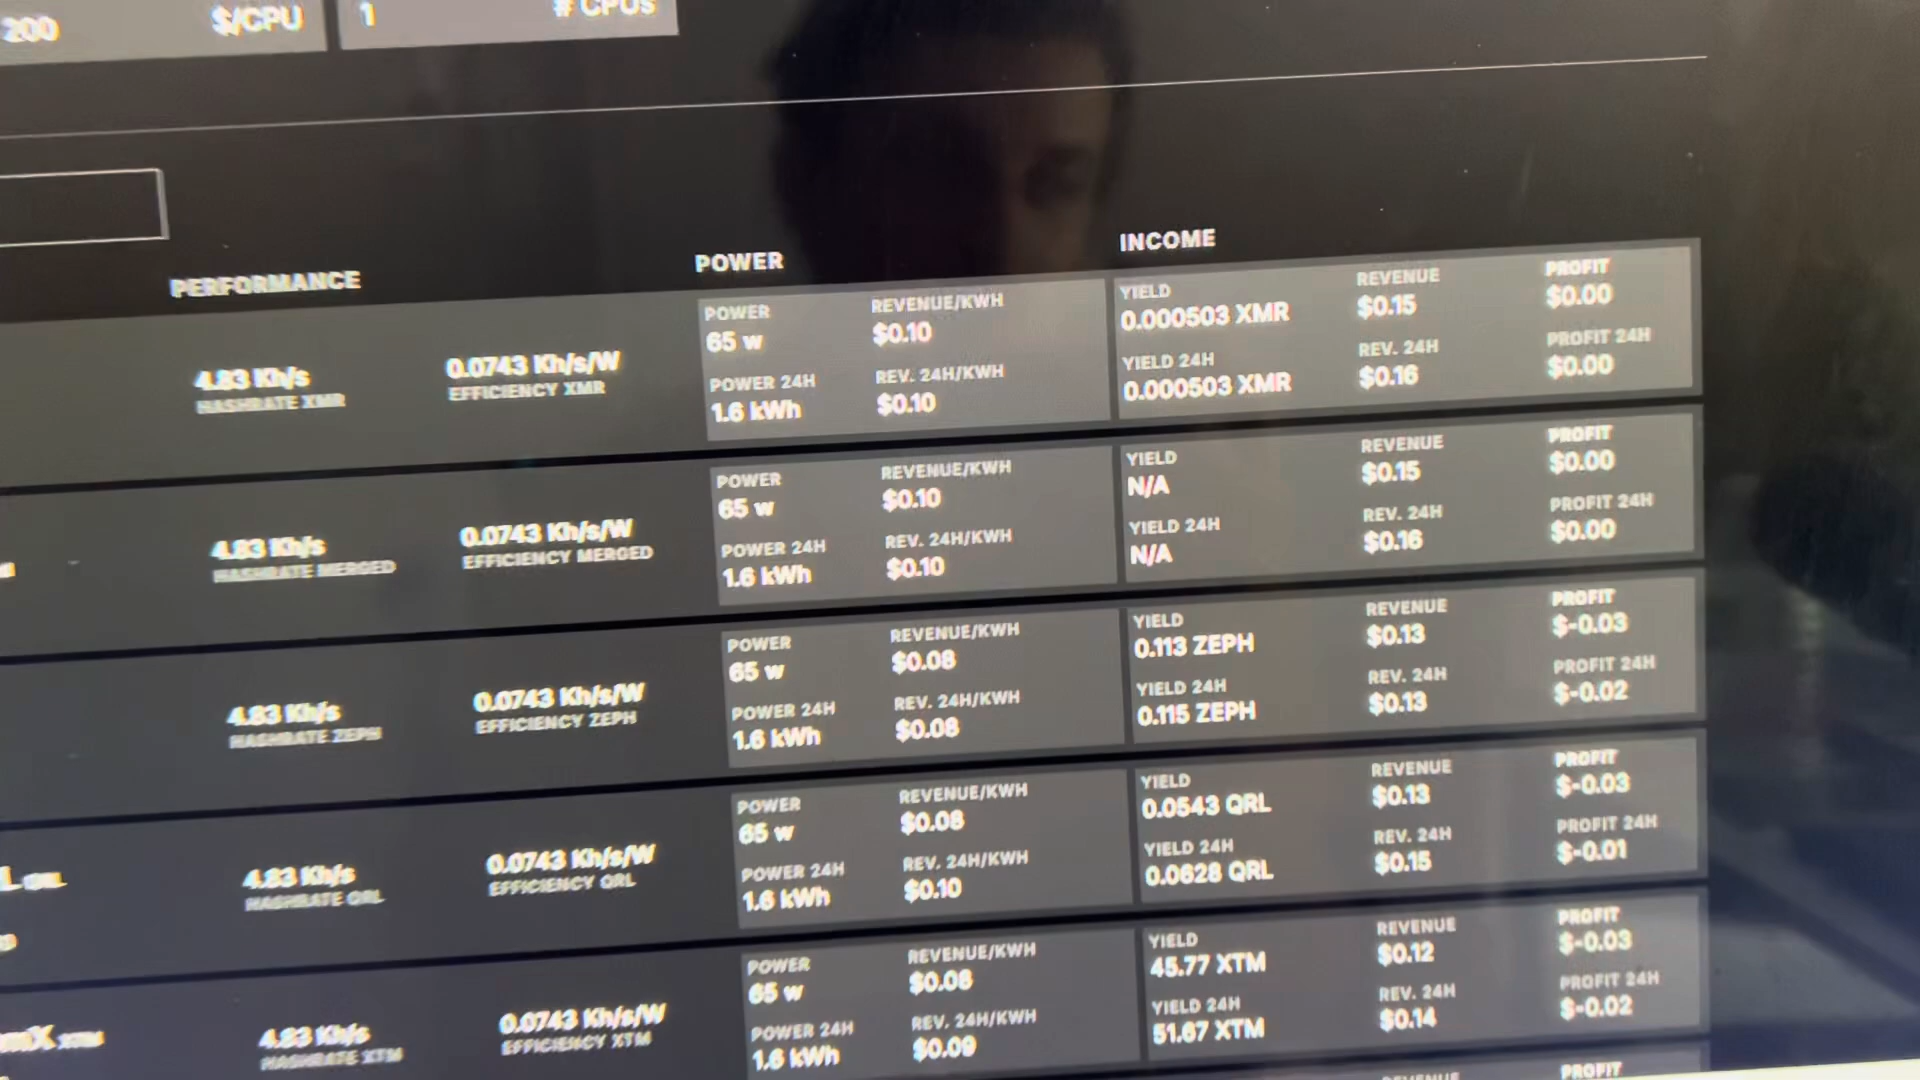 200 $/CPU 1 # CPUs
PERFORMANCE POWER INCOME
POWER REVENUE/KWH YIELD REVENUE PROFIT
65 w $0.10 0.000503 XMR $0.15 $0.00
4.83 Kh/s 0.0743 Kh/s/W
HASHRATE XMR EFFICIENCY XMR
POWER 24H REV. 24H/KWH YIELD 24H REV. 24H PROFIT 24H
1.6 kWh $0.10 0.000503 XMR $0.16 $0.00
POWER REVENUE/KWH YIELD REVENUE PROFIT
65 w $0.10 N/A $0.15 $0.00
4.83 Kh/s 0.0743 Kh/s/W
HASHRATE MERGED EFFICIENCY MERGED
POWER 24H REV. 24H/KWH YIELD 24H REV. 24H PROFIT 24H
1.6 kWh $0.10 N/A $0.16 $0.00
POWER REVENUE/KWH YIELD REVENUE PROFIT
65 w $0.08 0.113 ZEPH $0.13 $-0.03
4.83 Kh/s 0.0743 Kh/s/W
HASHRATE ZEPH EFFICIENCY ZEPH
POWER 24H REV. 24H/KWH YIELD 24H REV. 24H PROFIT 24H
1.6 kWh $0.08 0.115 ZEPH $0.13 $-0.02
POWER REVENUE/KWH YIELD REVENUE PROFIT
65 w $0.08 0.0543 QRL $0.13 $-0.03
4.83 Kh/s 0.0743 Kh/s/W
HASHRATE QRL EFFICIENCY QRL
POWER 24H REV. 24H/KWH YIELD 24H REV. 24H PROFIT 24H
1.6 kWh $0.10 0.0628 QRL $0.15 $-0.01
POWER REVENUE/KWH YIELD REVENUE PROFIT
65 w $0.08 45.77 XTM $0.12 $-0.03
XTM 4.83 Kh/s 0.0743 Kh/s/W
HASHRATE XTM EFFICIENCY XTM
POWER 24H REV. 24H/KWH YIELD 24H REV. 24H PROFIT 24H
1.6 kWh $0.09 51.67 XTM $0.14 $-0.02
REVENUE PROFIT